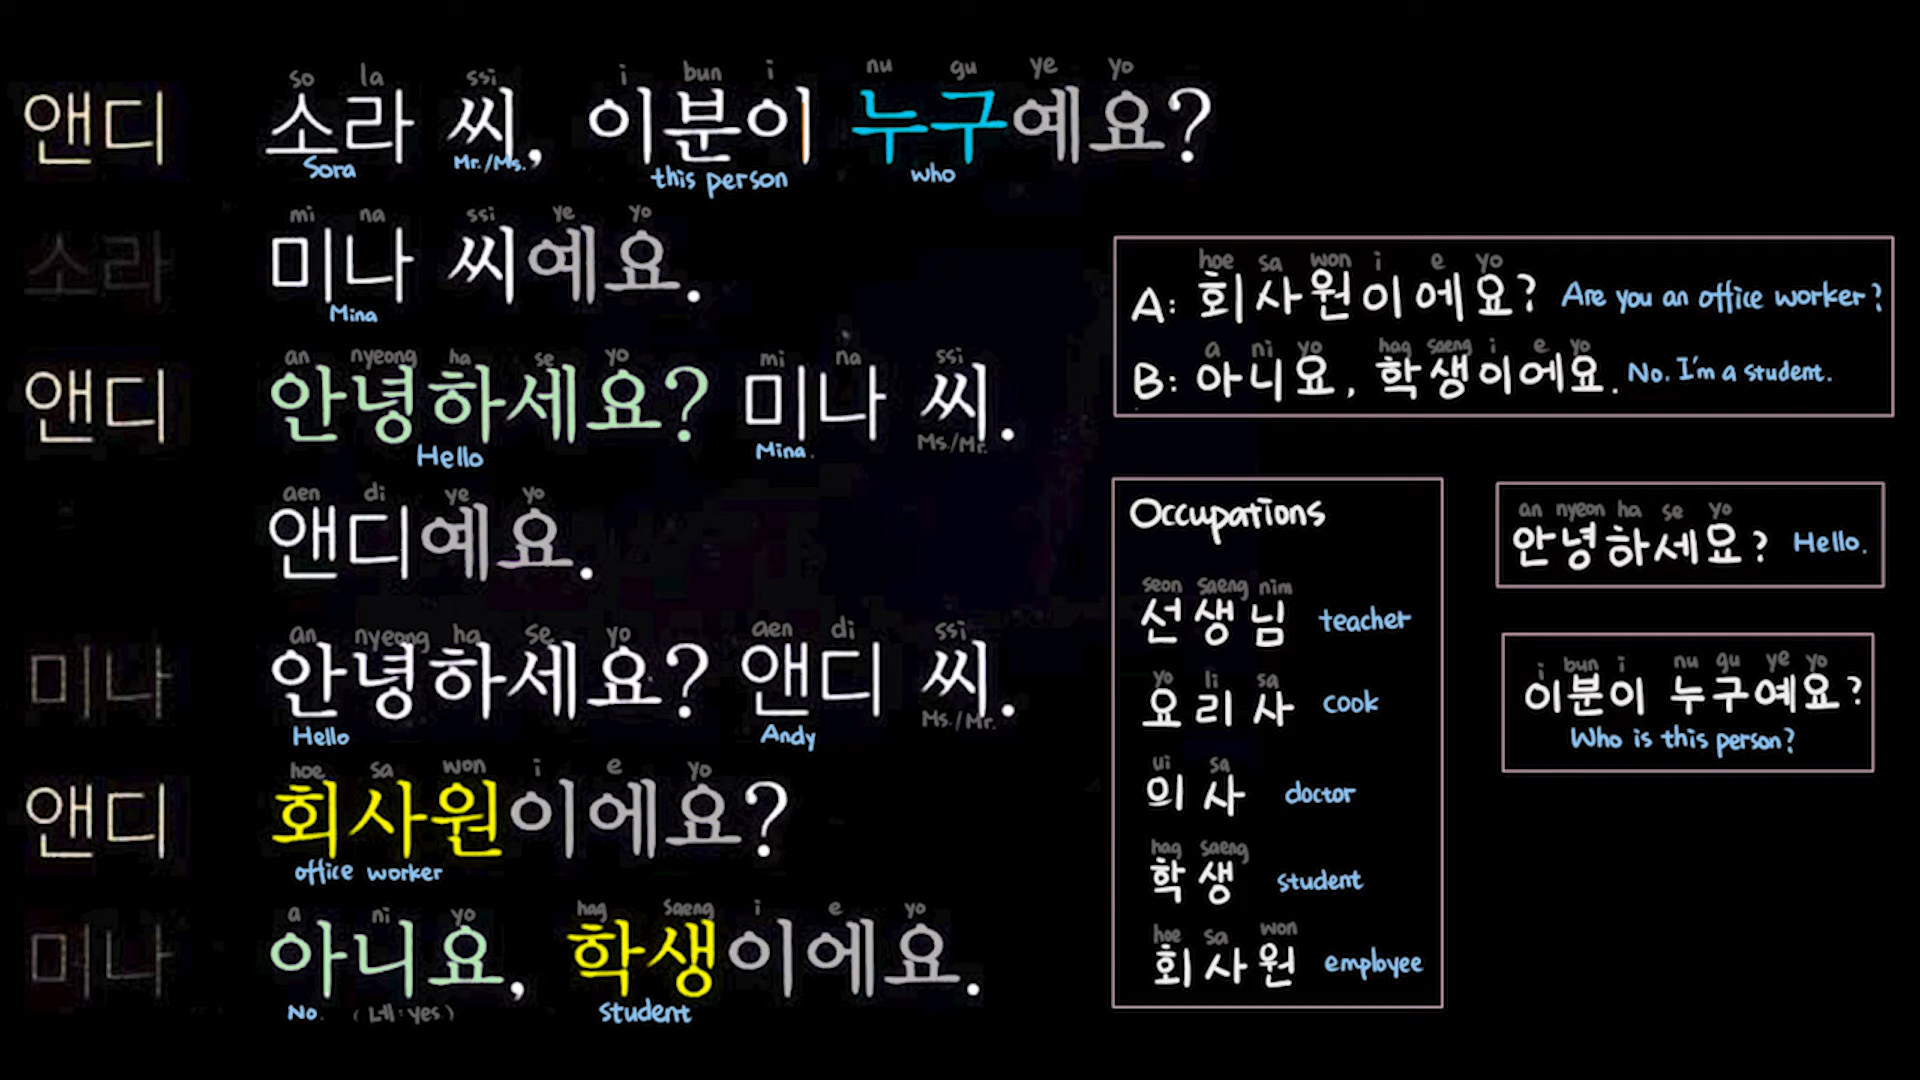 so la ssi i bun i nu gu ye yo
앤디 소라 씨, 이분이 누구예요?
Sora Mr./Ms. this person who
mi na ssi ye yo
소라 미나 씨예요.
Mina
an nyeong ha se yo mi na ssi
앤디 안녕하세요? 미나 씨.
Hello Mina. Ms./Mr.
aen di ye yo
앤디예요.
an nyeong ha se yo aen di ssi
미나 안녕하세요? 앤디 씨.
Hello Andy Ms./Mr.
hoe sa won i e yo
앤디 회사원이에요?
office worker
a ni yo hag saeng i e yo
미나 아니요, 학생이에요.
No. (네:yes) student
hoe sa won i e yo
A: 회사원이에요? Are you an office worker?
a ni yo hag saeng i e yo
B: 아니요, 학생이에요. No. I'm a student.
Occupations
seon saeng nim
선생님 teacher
yo li sa
요리사 cook
ui sa
의사 doctor
hag saeng
학생 student
hoe sa won
회사원 employee
an nyeon ha se yo
안녕하세요? Hello.
i bun i nu gu ye yo
이분이 누구예요?
Who is this person?